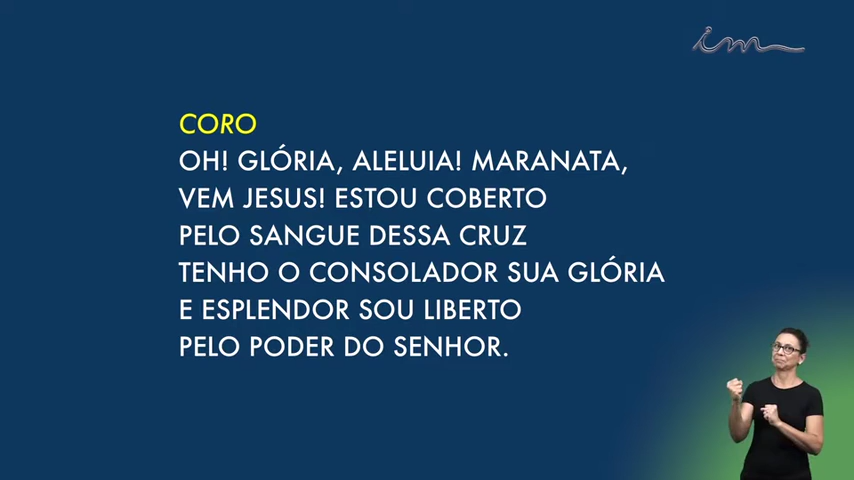 im
CORO
OH! GLÓRIA, ALELUIA! MARANATA,
VEM JESUS! ESTOU COBERTO
PELO SANGUE DESSA CRUZ
TENHO O CONSOLADOR SUA GLÓRIA
E ESPLENDOR SOU LIBERTO
PELO PODER DO SENHOR.